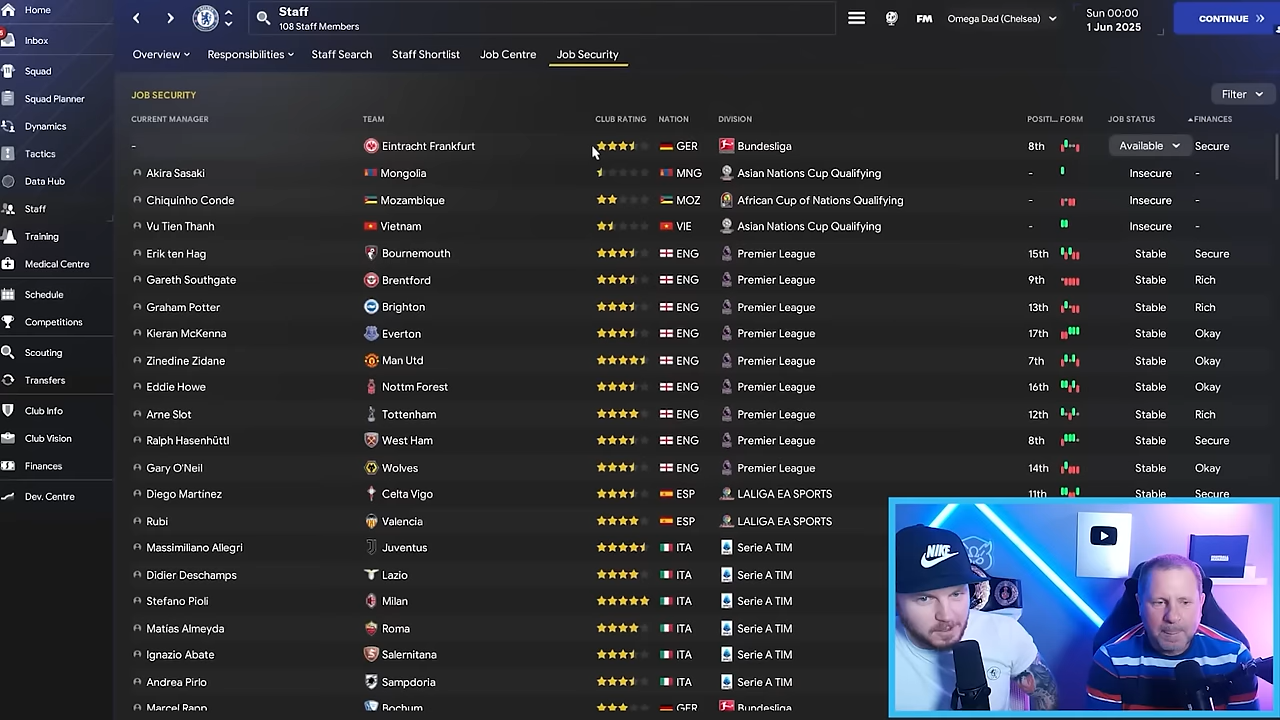 Home
Inbox
Squad
Squad Planner
Dynamics
Tactics
Data Hub
Staff
Training
Medical Centre
Schedule
Competitions
Scouting
Transfers
Club Info
Club Vision
Finances
Dev. Centre
Staff
108 Staff Members
FM Omega Dad (Chelsea)
Sun 00:00
1 Jun 2025
CONTINUE
Overview Responsibilities Staff Search Staff Shortlist Job Centre Job Security
JOB SECURITY
Filter
CURRENT MANAGER TEAM CLUB RATING NATION DIVISION POSITI... FORM JOB STATUS FINANCES
- Eintracht Frankfurt GER Bundesliga 8th Available Secure
Akira Sasaki Mongolia MNG Asian Nations Cup Qualifying - Insecure -
Chiquinho Conde Mozambique MOZ African Cup of Nations Qualifying - Insecure -
Vu Tien Thanh Vietnam VIE Asian Nations Cup Qualifying - Insecure -
Erik ten Hag Bournemouth ENG Premier League 15th Stable Secure
Gareth Southgate Brentford ENG Premier League 9th Stable Rich
Graham Potter Brighton ENG Premier League 13th Stable Rich
Kieran McKenna Everton ENG Premier League 17th Stable Okay
Zinedine Zidane Man Utd ENG Premier League 7th Stable Okay
Eddie Howe Nottm Forest ENG Premier League 16th Stable Okay
Arne Slot Tottenham ENG Premier League 12th Stable Rich
Ralph Hasenhüttl West Ham ENG Premier League 8th Stable Secure
Gary O'Neil Wolves ENG Premier League 14th Stable Okay
Diego Martínez Celta Vigo ESP LALIGA EA SPORTS 11th Stable Secure
Rubi Valencia ESP LALIGA EA SPORTS
Massimiliano Allegri Juventus ITA Serie A TIM
Didier Deschamps Lazio ITA Serie A TIM
Stefano Pioli Milan ITA Serie A TIM
Matías Almeyda Roma ITA Serie A TIM
Ignazio Abate Salernitana ITA Serie A TIM
Andrea Pirlo Sampdoria ITA Serie A TIM
Marcel Rapp Bochum GER Bundesliga
NIKE